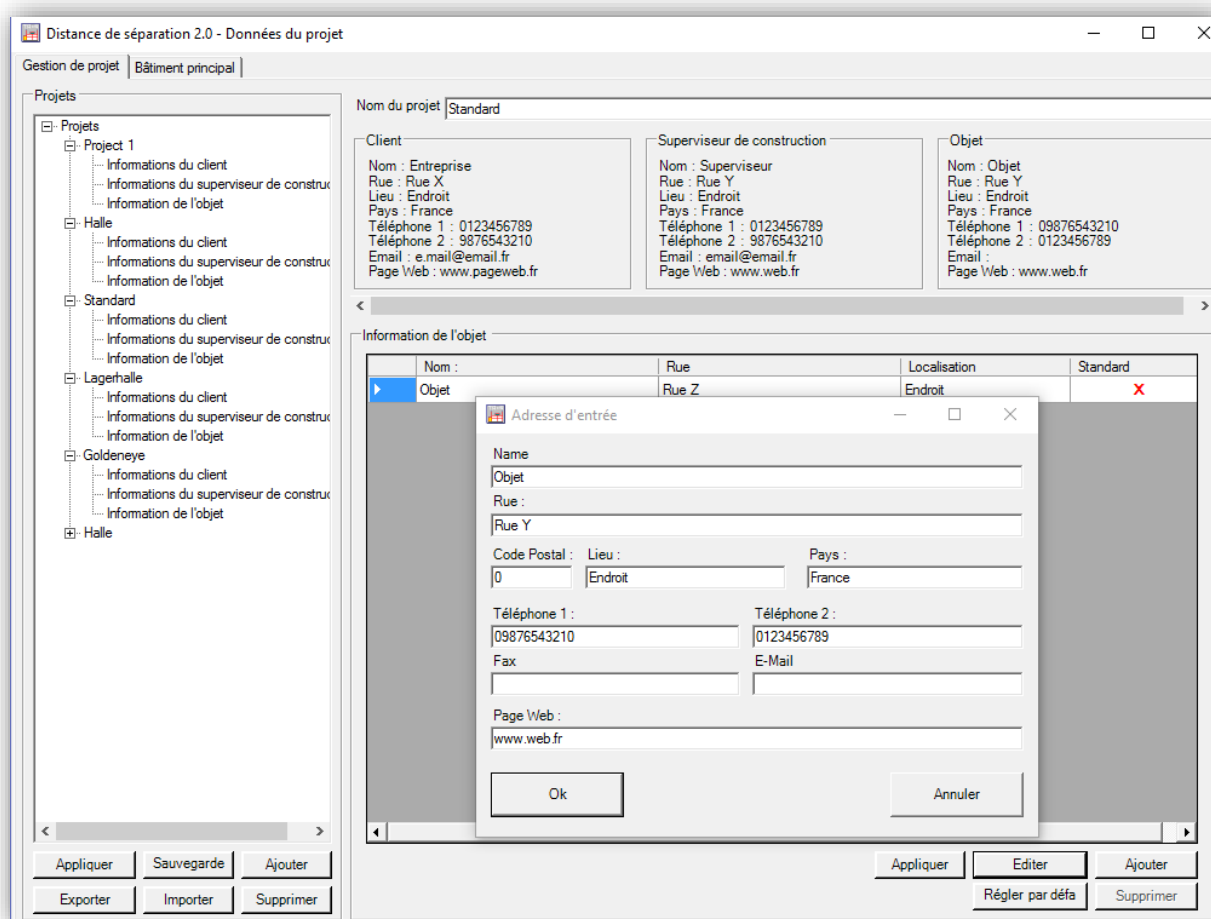 Distance de séparation 2.0 - Données du projet
Gestion de projet
Bâtiment principal
Projets
Projets
Project 1
Informations du client
Informations du superviseur de construc
Informations de l'objet
Halle
Informations du client
Informations du superviseur de construc
Information de l'objet
Standard
Informations du client
Informations du superviseur de construc
Information de l'objet
Lagerhalle
Informations du client
Informations du superviseur de construc
Information de l'objet
Goldeneye
Informations du client
Informations du superviseur de construc
Information de l'objet
Halle
Appliquer Sauvegarde Ajouter
Exporter Importer Supprimer
Nom du projet Standard
Client
Nom : Entreprise
Rue : Rue X
Lieu : Endroit
Pays : France
Téléphone 1 : 0123456789
Téléphone 2 : 9876543210
Email : e.mail@email.fr
Page Web : www.pageweb.fr
Superviseur de construction
Nom : Superviseur
Rue : Rue Y
Lieu : Endroit
Pays : France
Téléphone 1 : 0123456789
Téléphone 2 : 9876543210
Email : email@email.fr
Page Web : www.web.fr
Objet
Nom : Objet
Rue : Rue Y
Lieu : Endroit
Pays : France
Téléphone 1 : 09876543210
Téléphone 2 : 0123456789
Email :
Page Web : www.web.fr
Information de l'objet
Nom : Rue Localisation Standard
Objet Rue Z Endroit X
Adresse d'entrée
Name
Objet
Rue :
Rue Y
Code Postal : Lieu : Pays :
0 Endroit France
Téléphone 1 : Téléphone 2 :
09876543210 0123456789
Fax E-Mail
Page Web :
www.web.fr
Ok Annuler
Appliquer Editer Ajouter
Régler par défa Supprimer